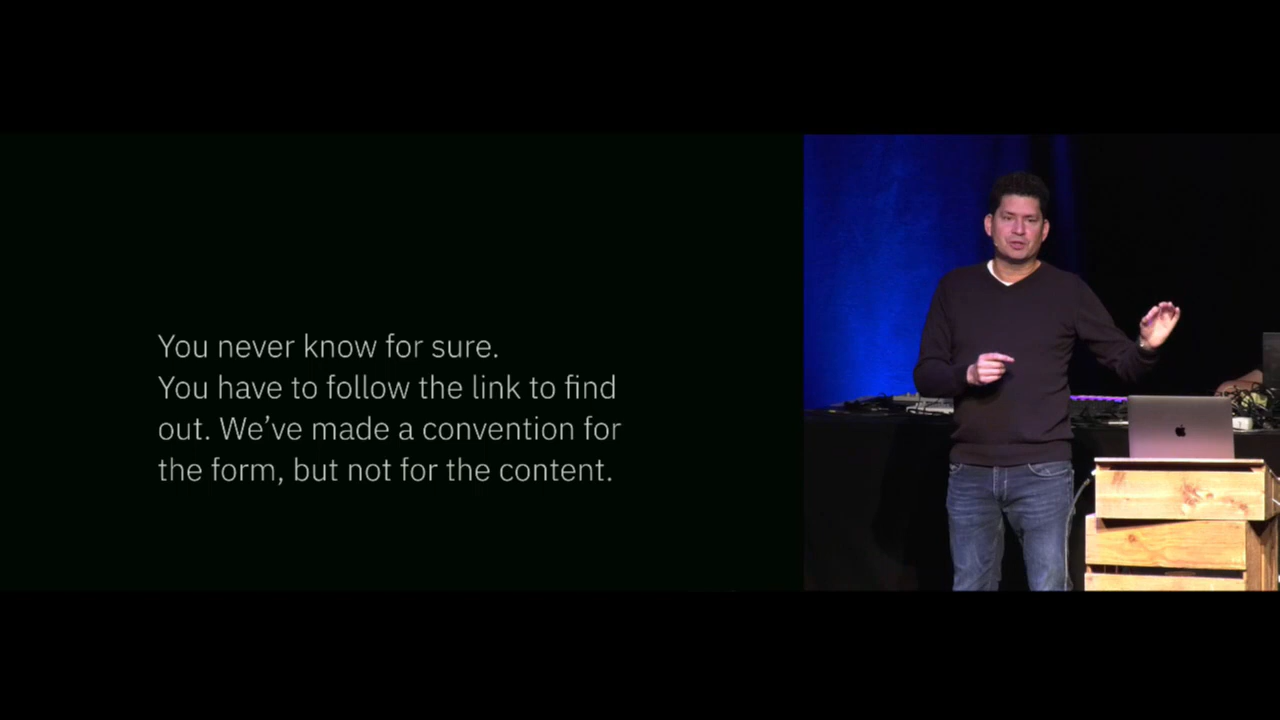 You never know for sure.
You have to follow the link to find
out. We’ve made a convention for
the form, but not for the content.